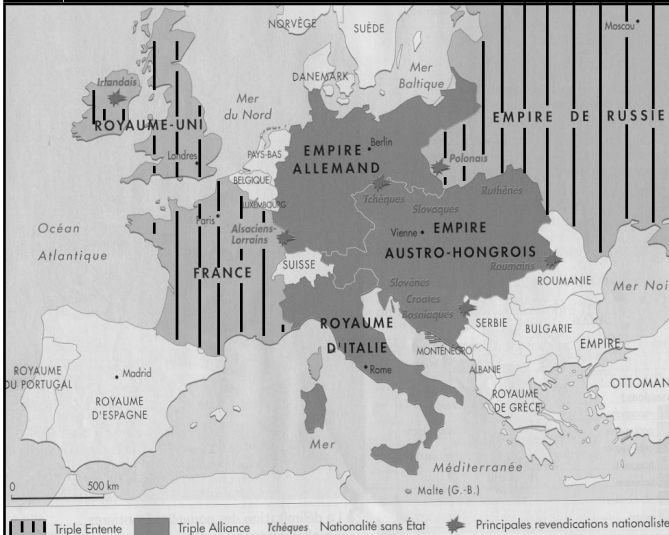 NORVÈGE
SUÈDE
Moscou
DANEMARK
Mer
Baltique
Irlandais
ROYAUME-UNI
Mer
du Nord
EMPIRE DE RUSSIE
Londres
PAYS-BAS
Berlin
EMPIRE
ALLEMAND
Polonais
BELGIQUE
LUXEMBOURG
Tchèques
Ruthènes
Slovaques
Paris
Alsaciens-
Lorrains
Océan
Atlantique
Vienne
EMPIRE
AUSTRO-HONGROIS
FRANCE
SUISSE
Roumains
ROUMANIE
Slovènes
Croates
Bosniaques
Mer Noi
ROYAUME
D'ITALIE
SERBIE
BULGARIE
MONTÉNÉGRO
EMPIRE
OTTOMAN
ALBANIE
ROYAUME
DE GRÈCE
ROYAUME
DU PORTUGAL
Madrid
ROYAUME
D'ESPAGNE
Rome
Mer
Méditerranée
0 500 km
Malte (G.-B.)
Triple Entente
Triple Alliance
Tchèques Nationalité sans État
Principales revendications nationaliste